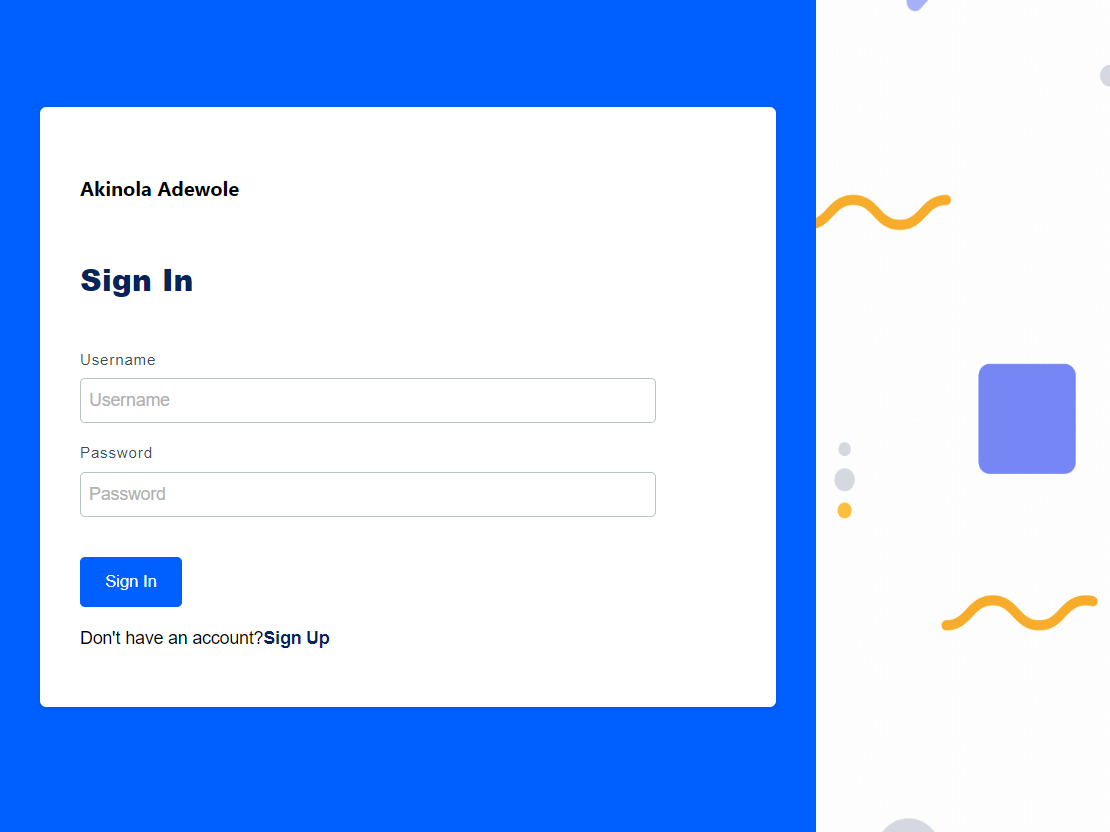 Akinola Adewole
Sign In
Username
Username
Password
Password
Sign In
Don't have an account?Sign Up